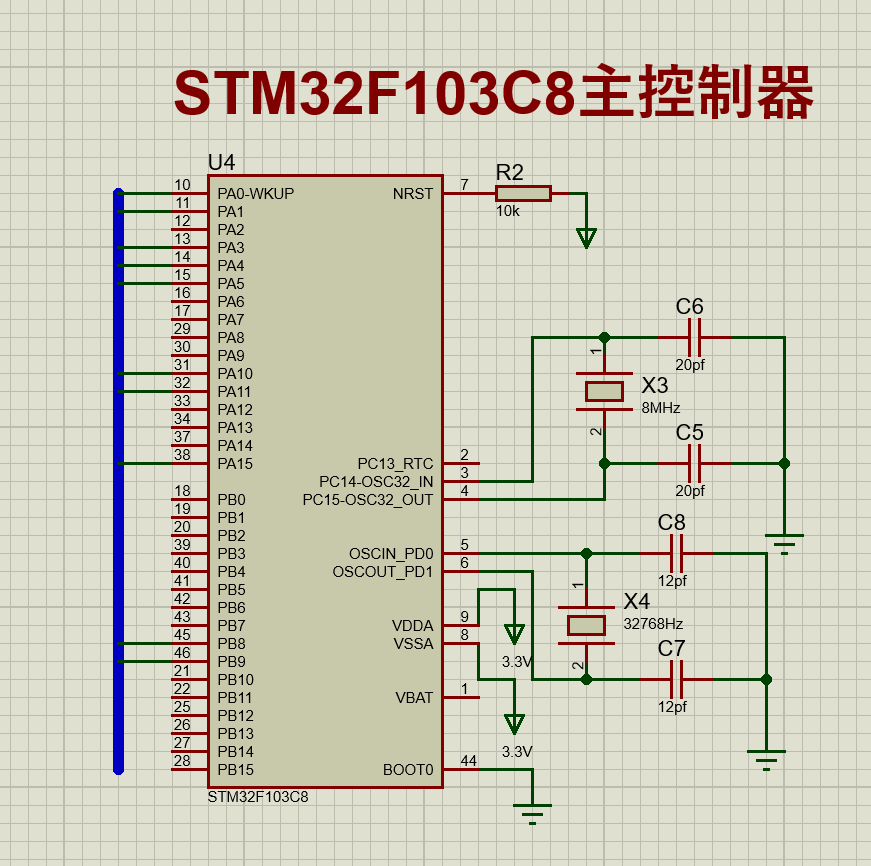 STM32F103C8主控制器
U4
10 PA0-WKUP
11 PA1
12 PA2
13 PA3
14 PA4
15 PA5
16 PA6
17 PA7
29 PA8
30 PA9
31 PA10
32 PA11
33 PA12
34 PA13
37 PA14
38 PA15
18 PB0
19 PB1
20 PB2
39 PB3
40 PB4
41 PB5
42 PB6
43 PB7
45 PB8
46 PB9
21 PB10
22 PB11
25 PB12
26 PB13
27 PB14
28 PB15
NRST 7
PC13_RTC 2
PC14-OSC32_IN 3
PC15-OSC32_OUT 4
OSCIN_PD0 5
OSCOUT_PD1 6
VDDA 9
VSSA 8
VBAT 1
BOOT0 44
STM32F103C8
R2
10k
C6
20pf
1
X3
8MHz
2
C5
20pf
C8
12pf
1
X4
32768Hz
2
C7
12pf
3.3V
3.3V